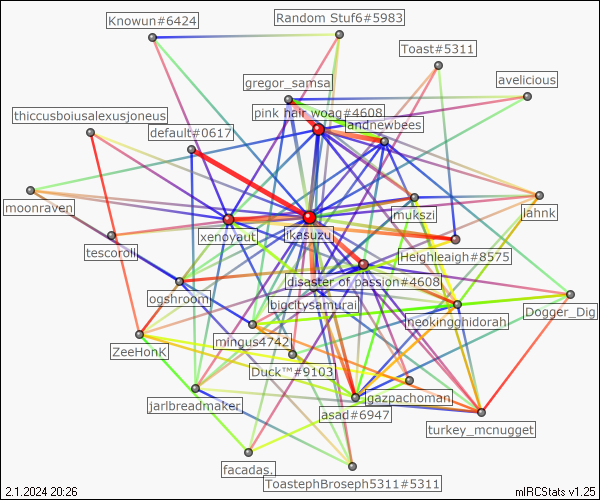 Knowun#6424
Random Stuf6#5983
Toast#5311
gregor_samsa
avelicious
thiccusboiusalexusjoneus
pink hair woag#4608
default#0617
andnewbees
moonraven
mukszi
lahnk
xenoyaut
ikasuzu
tescoroll
Heighleaigh#8575
disaster of passion#4608
ogshroom
bigcitysamurai
Dogger_Dig
neokingghidorah
mingus4742
ZeeHonK
Duck™#9103
gazpachoman
jarlbreadmaker
asad#6947
turkey_mcnugget
facadas.
ToastephBroseph5311#5311
2.1.2024 20:26
mIRCStats v1.25